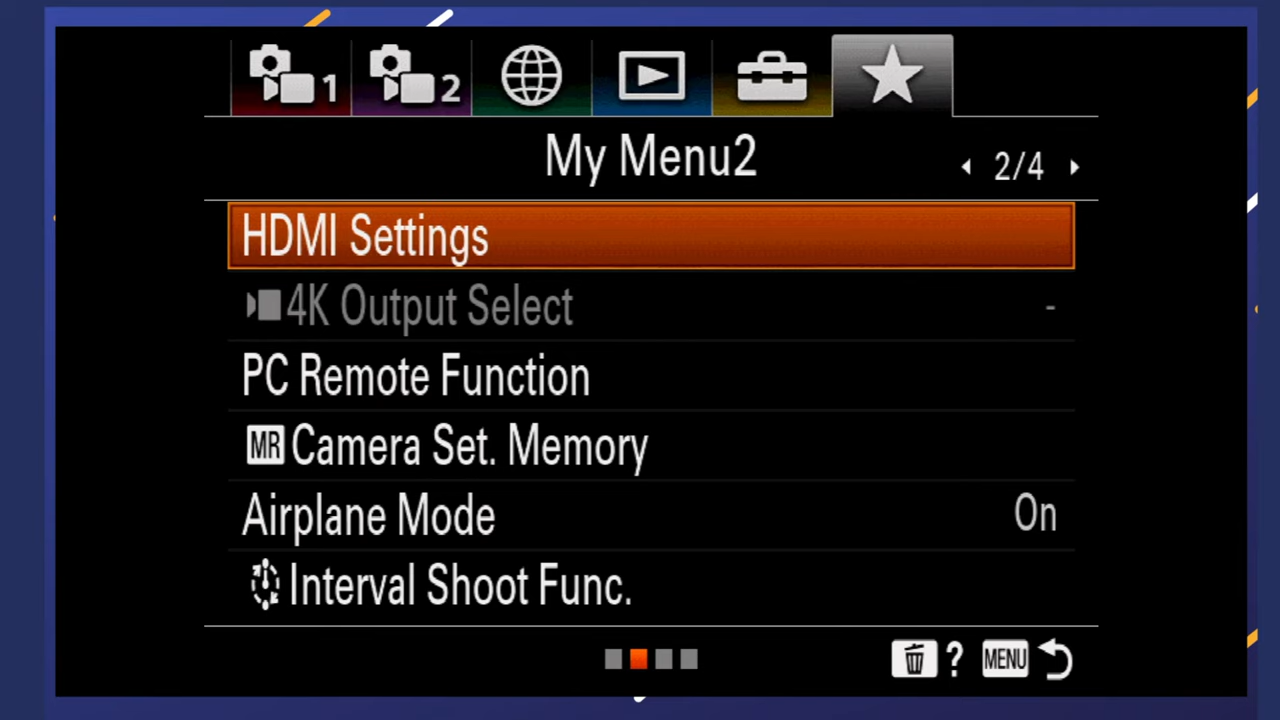 1
2
My Menu2
2/4
HDMI Settings
4K Output Select -
PC Remote Function
MR Camera Set. Memory
Airplane Mode On
Interval Shoot Func.
? MENU